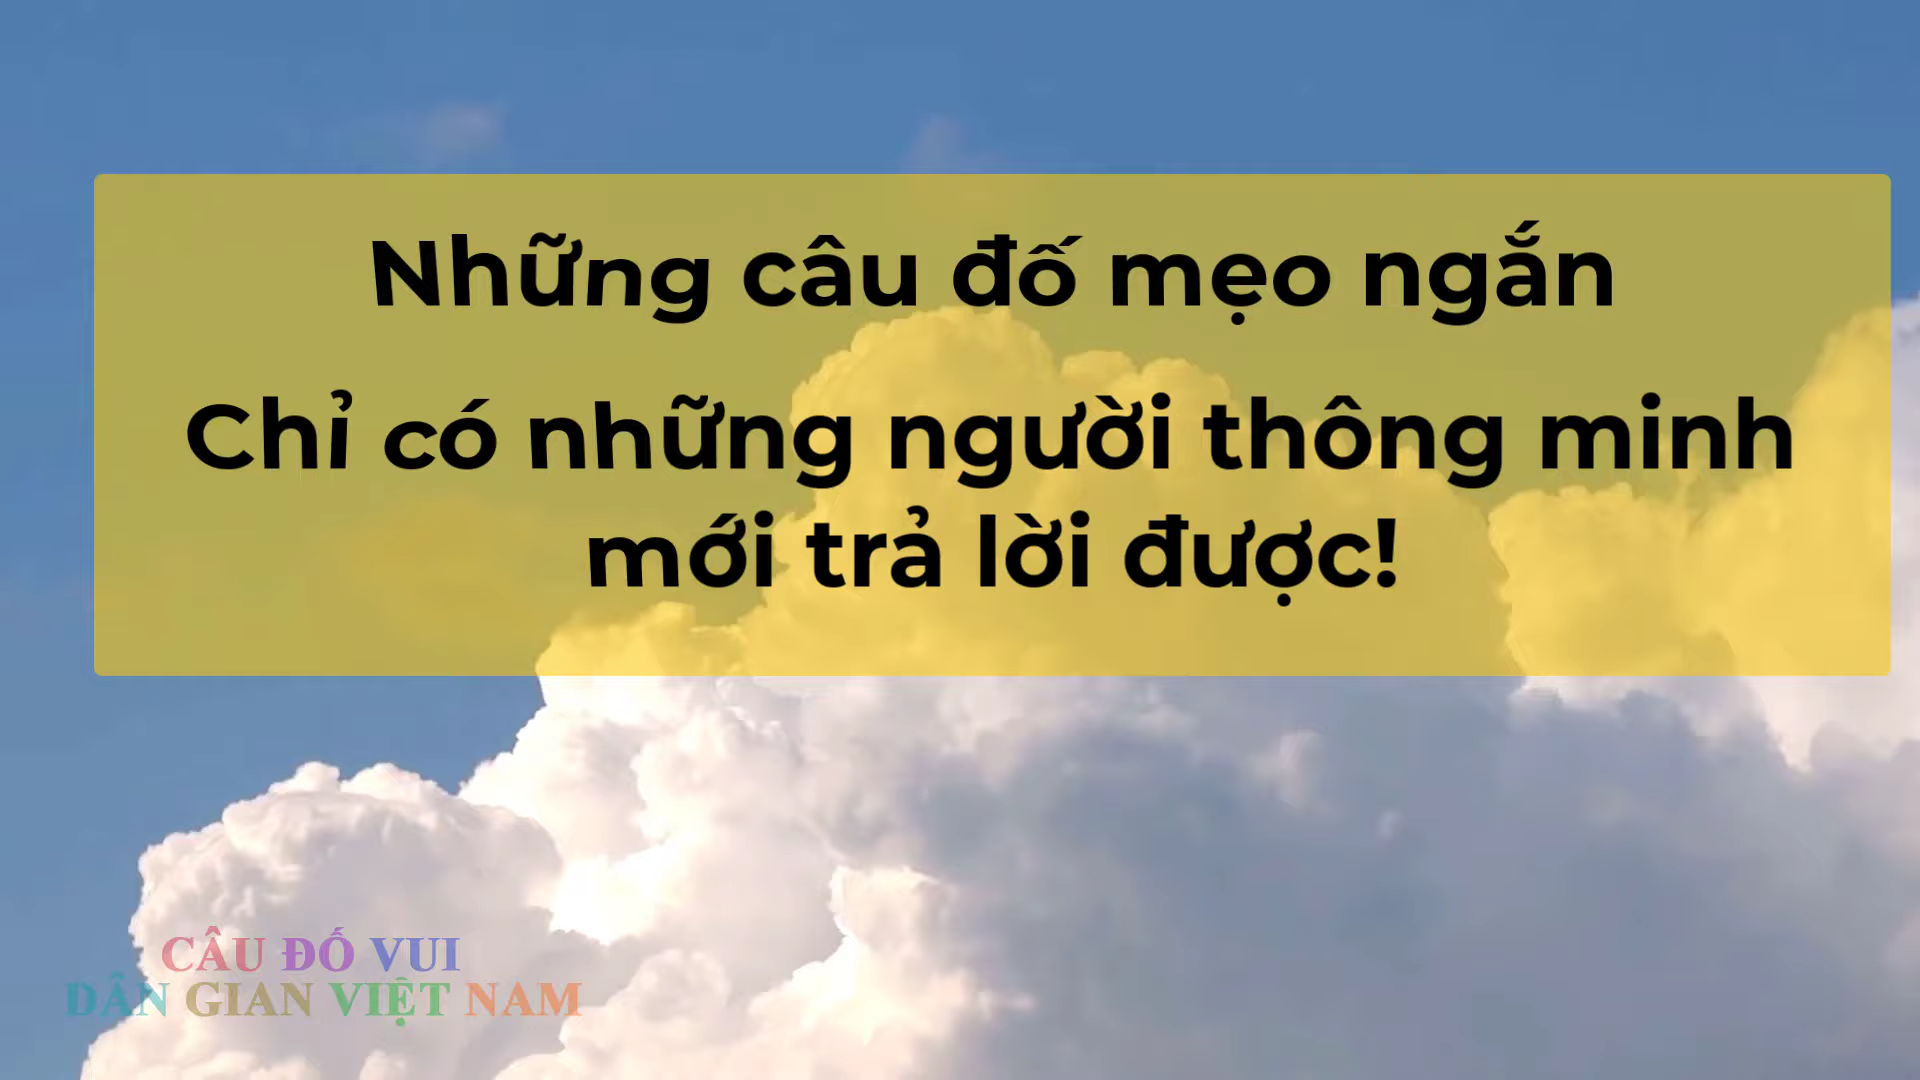 Những câu đố mẹo ngắn
Chỉ có những người thông minh
mới trả lời được!
CÂU ĐỐ VUI
DÂN GIAN VIỆT NAM